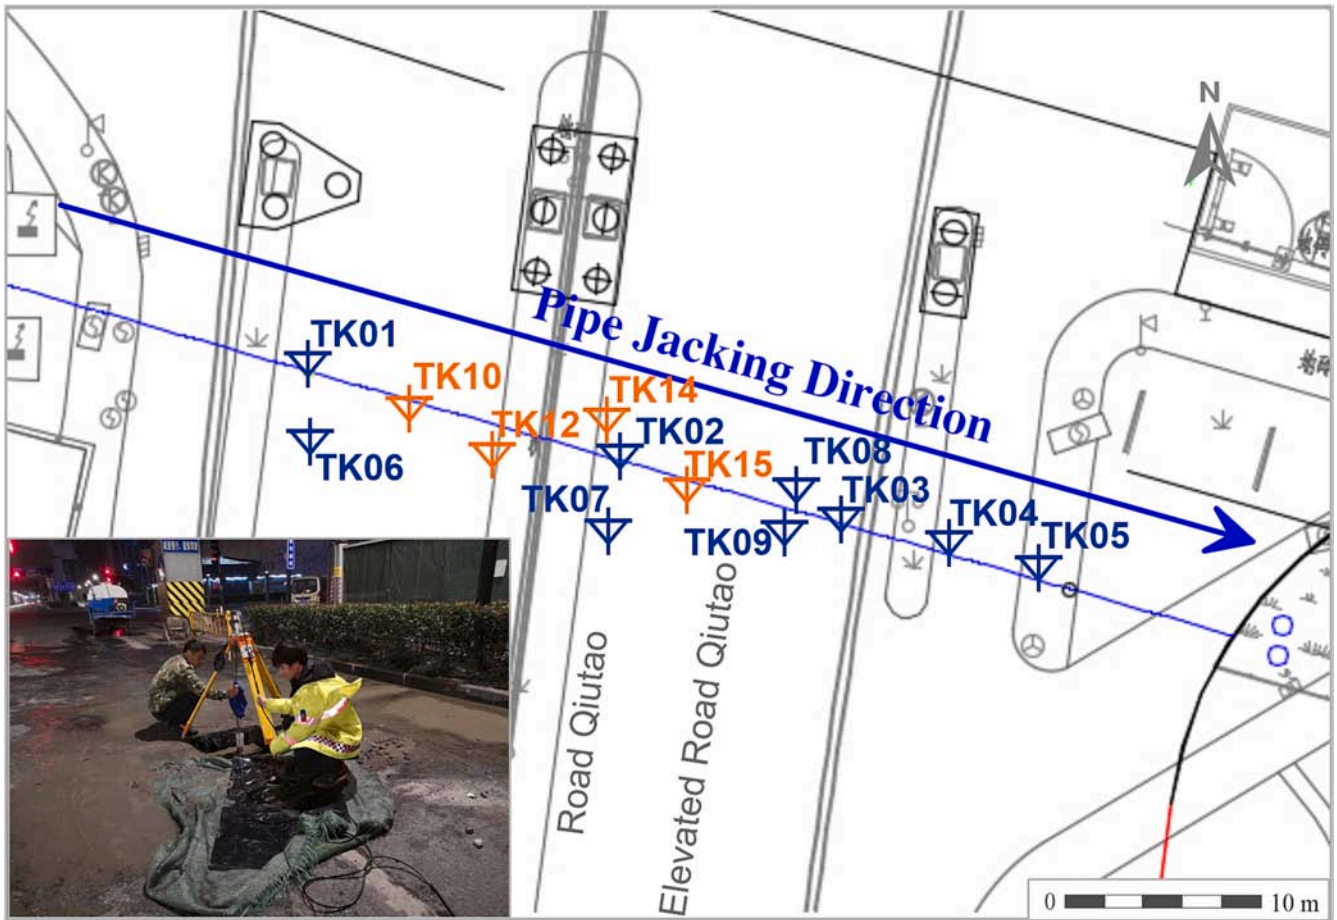 N
TK01
Pipe Jacking Direction
TK10
TK14
TK12
TK02
TK06
TK15
TK08
TK07
TK03
TK09
TK04
TK05
Road Qiutao
Elevated Road Qiutao
0
10 m